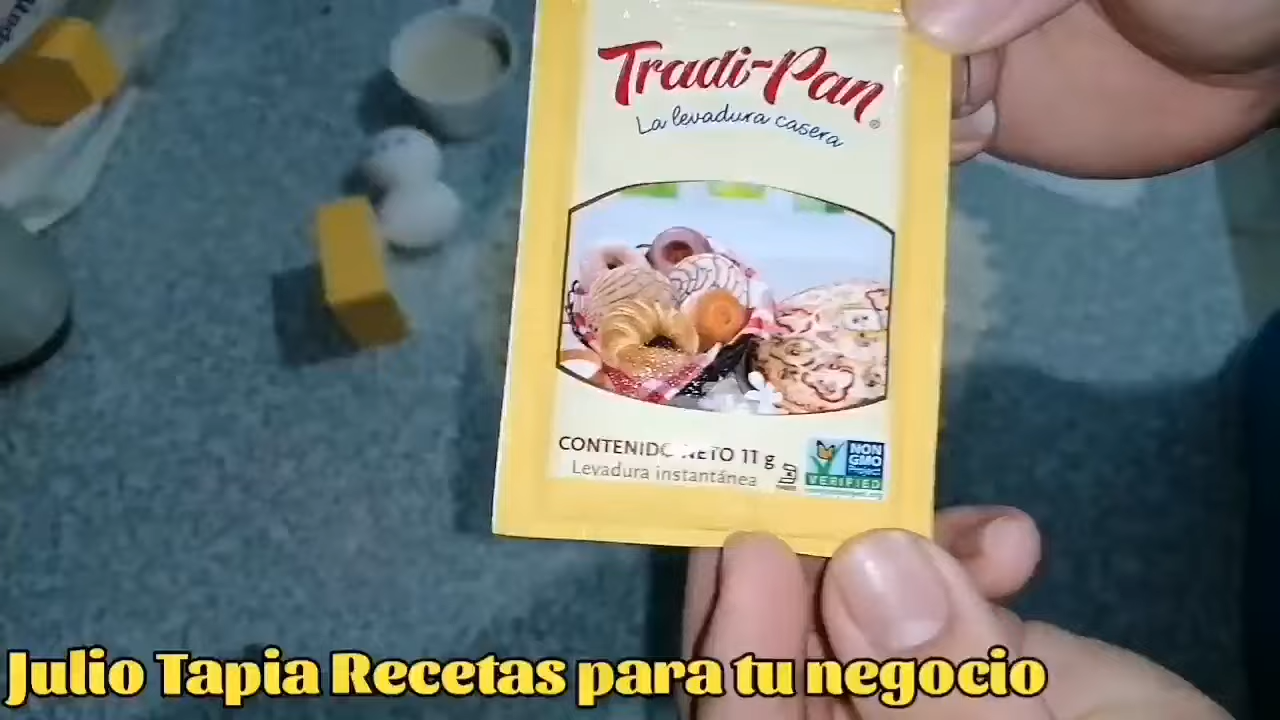 Tradi-Pan®
La levadura casera
CONTENIDO NETO 11 g
Levadura instantánea
NON
GMO
Project
VERIFIED
Julio Tapia Recetas para tu negocio